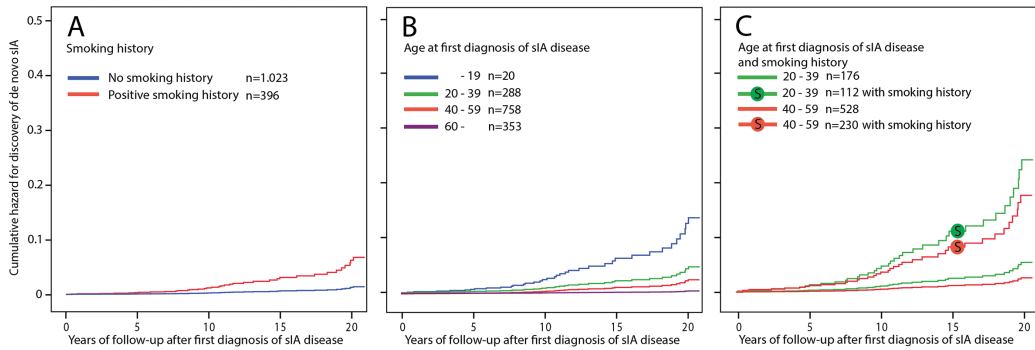 Cumulative hazard for discovery of de novo sIA
0.5
0.4
0.3
0.2
0.1
0
A
Smoking history
No smoking history n=1.023
Positive smoking history n=396
0 5 10 15 20
Years of follow-up after first diagnosis of sIA disease
B
Age at first diagnosis of sIA disease
- 19 n=20
20 - 39 n=288
40 - 59 n=758
60 - n=353
0 5 10 15 20
Years of follow-up after first diagnosis of sIA disease
C
Age at first diagnosis of sIA disease
and smoking history
20 - 39 n=176
S 20 - 39 n=112 with smoking history
40 - 59 n=528
S 40 - 59 n=230 with smoking history
S
S
0 5 10 15 20
Years of follow-up after first diagnosis of sIA disease